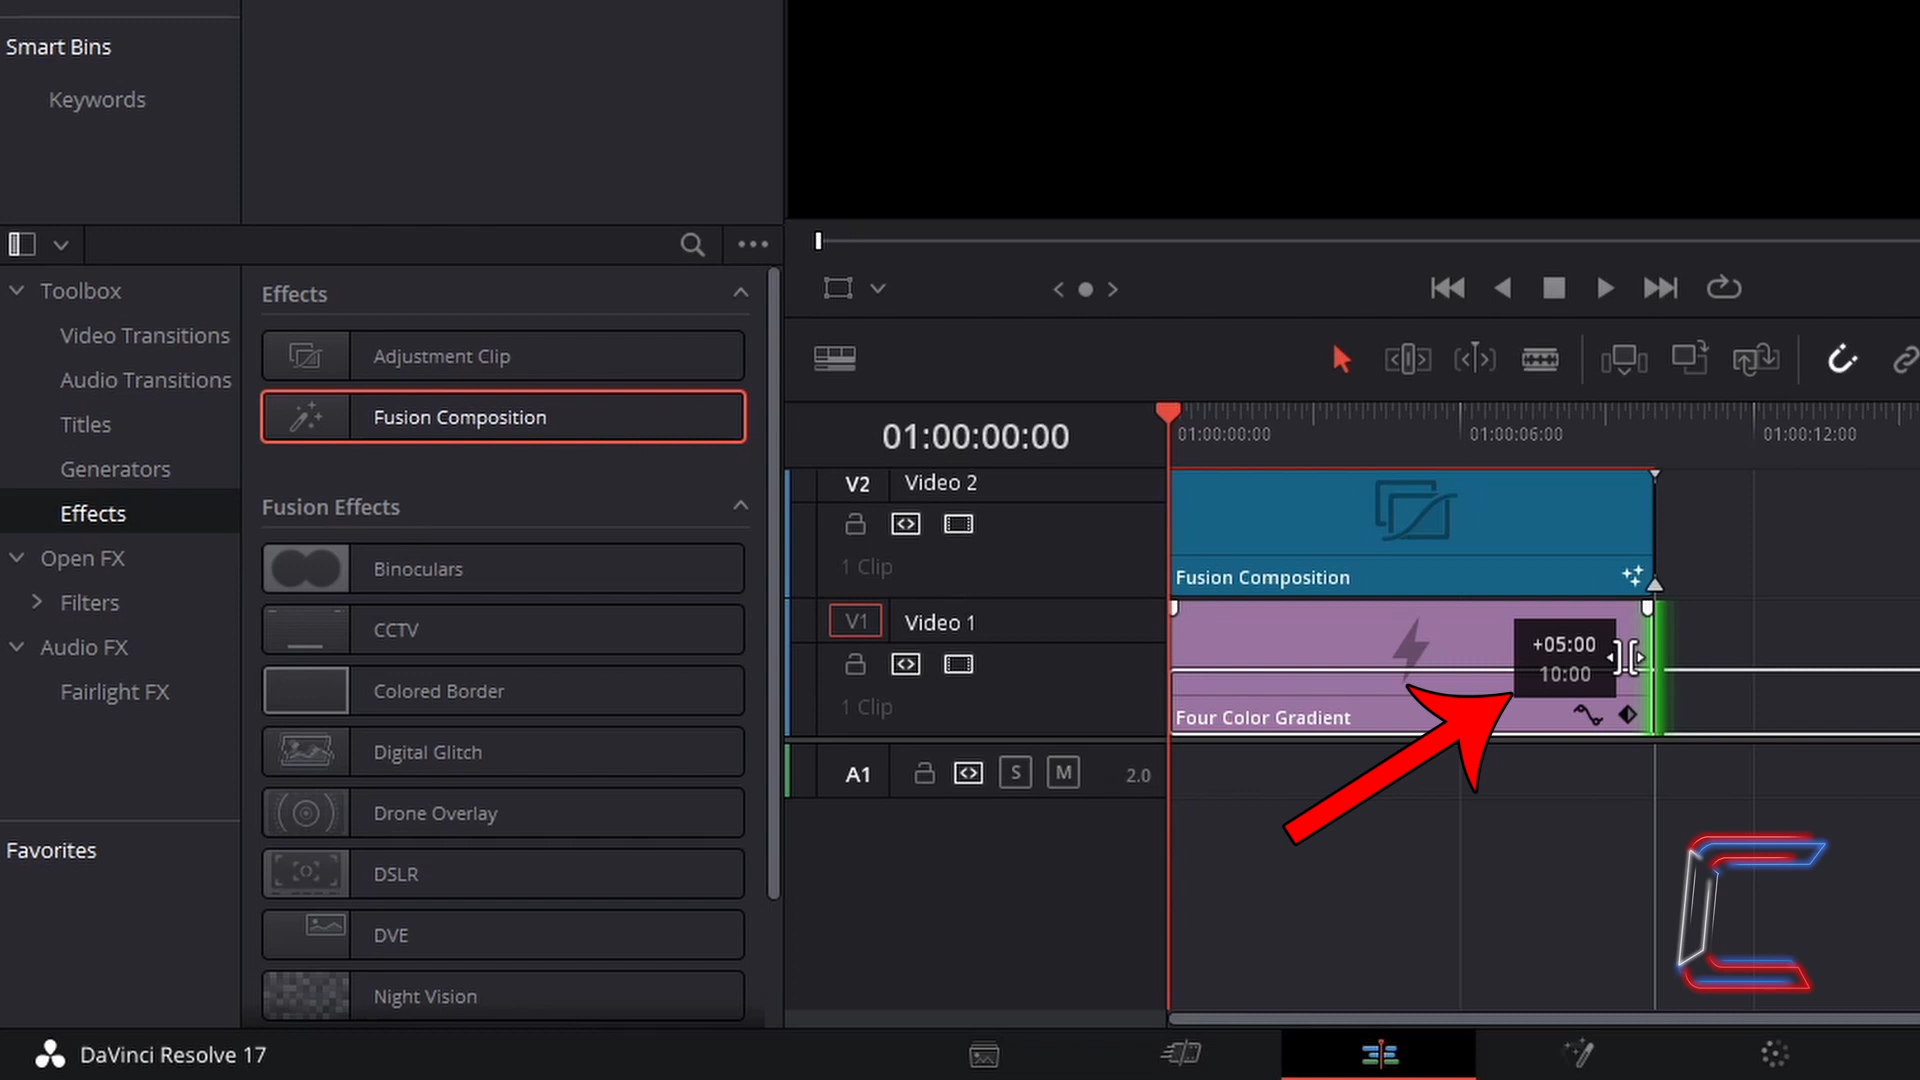 Smart Bins
Keywords
Toolbox
Video Transitions
Audio Transitions
Titles
Generators
Effects
Open FX
Filters
Audio FX
Fairlight FX
Favorites
Effects
Adjustment Clip
Fusion Composition
Fusion Effects
Binoculars
CCTV
Colored Border
Digital Glitch
Drone Overlay
DSLR
DVE
Night Vision
01:00:00:00
01:00:00:00
01:00:06:00
01:00:12:00
V2
Video 2
1 Clip
Fusion Composition
V1
Video 1
1 Clip
+05:00
10:00
Four Color Gradient
A1
S
M
2.0
C
DaVinci Resolve 17